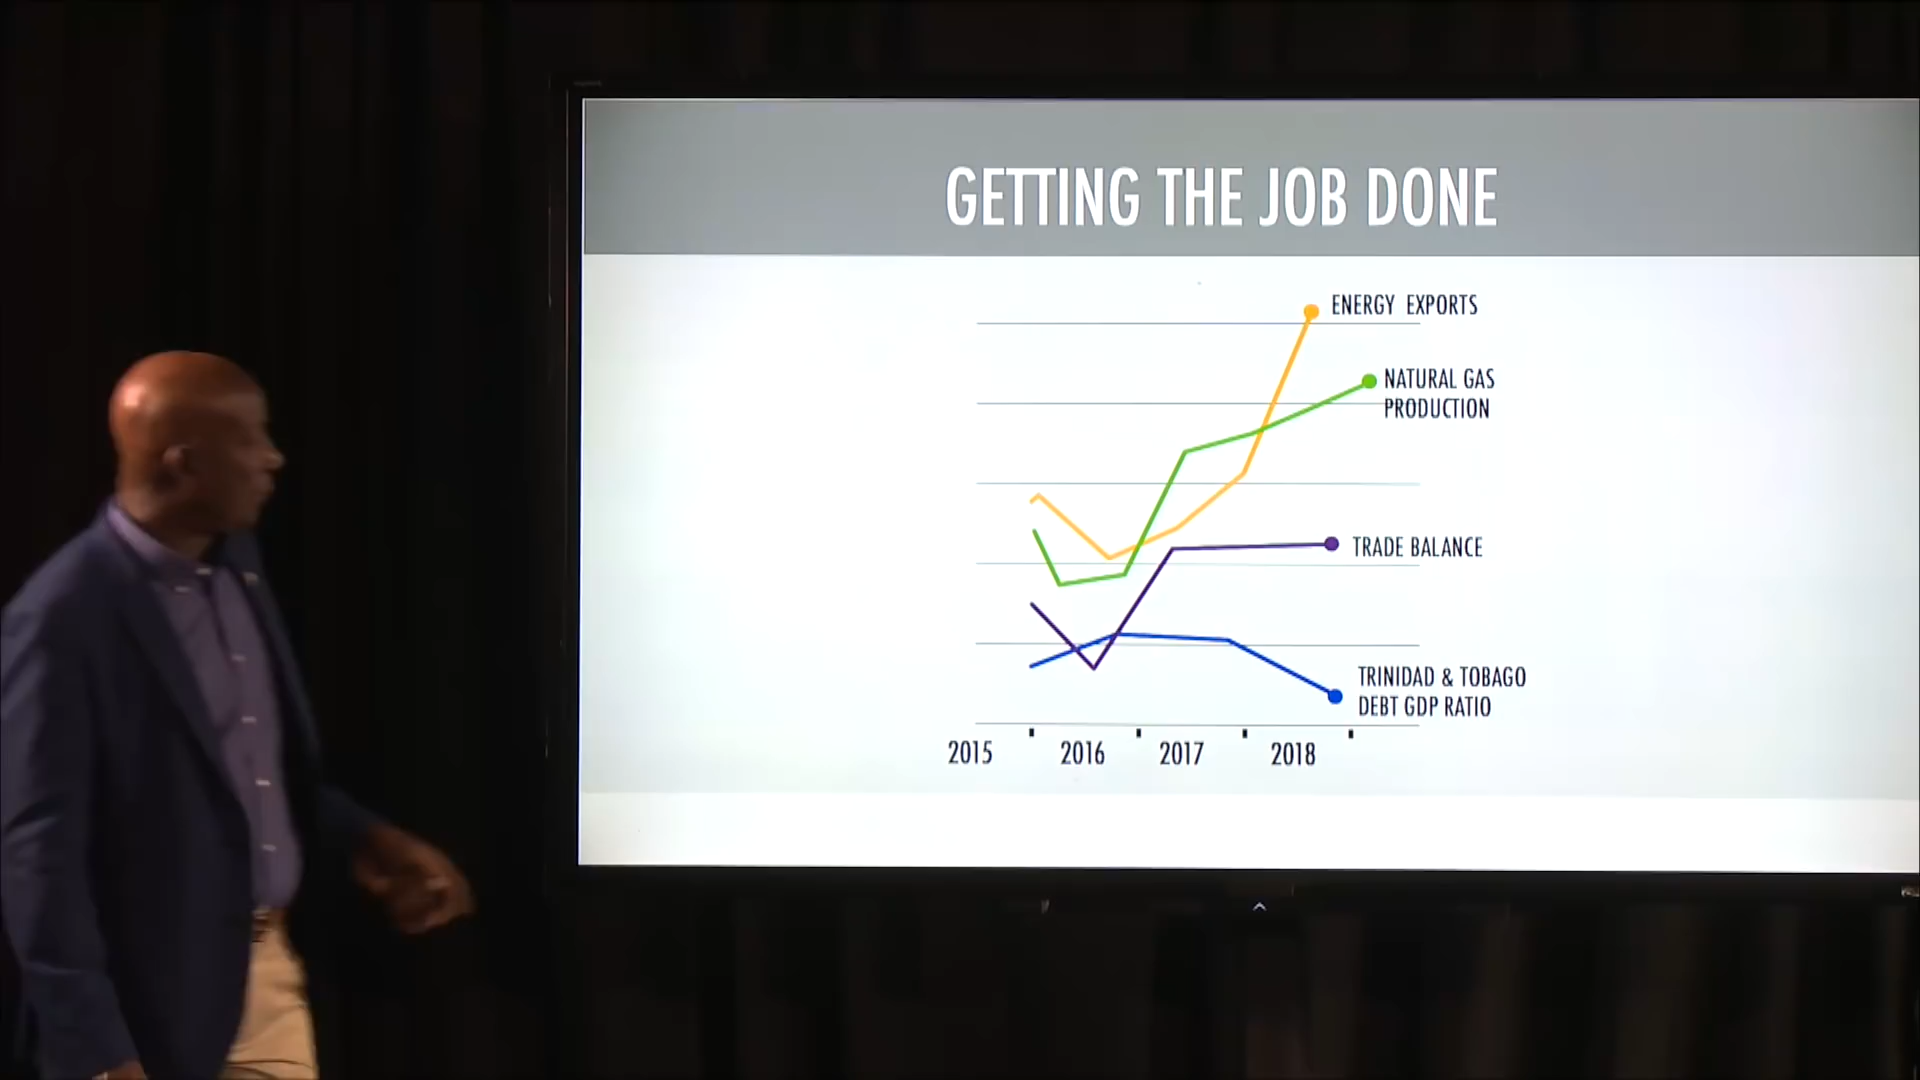 GETTING THE JOB DONE
ENERGY EXPORTS
NATURAL GAS
PRODUCTION
TRADE BALANCE
TRINIDAD & TOBAGO
DEBT GDP RATIO
2015 2016 2017 2018